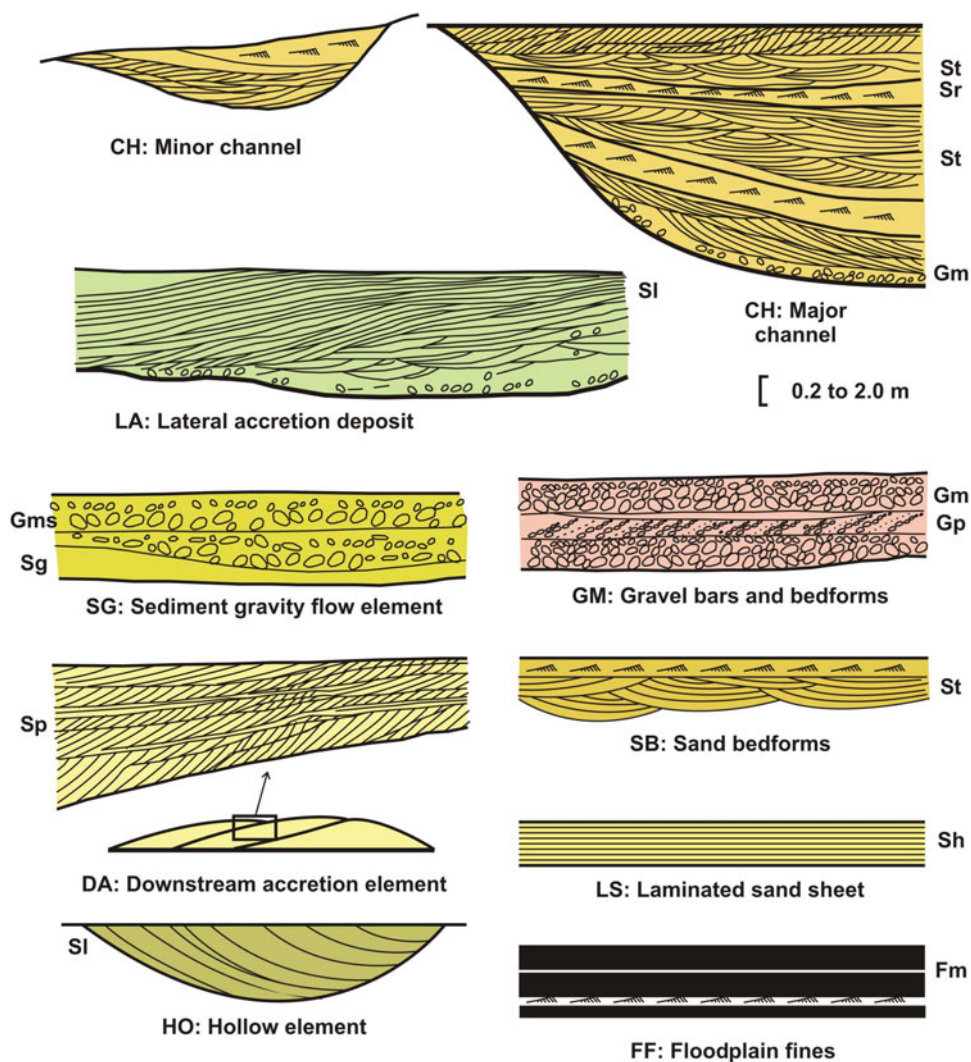 St
Sr
CH: Minor channel
St
Gm
Sl
CH: Major
channel
0.2 to 2.0 m
LA: Lateral accretion deposit
Gms
Sg
SG: Sediment gravity flow element
Gm
Gp
GM: Gravel bars and bedforms
Sp
St
SB: Sand bedforms
DA: Downstream accretion element
Sh
LS: Laminated sand sheet
Sl
HO: Hollow element
Fm
FF: Floodplain fines